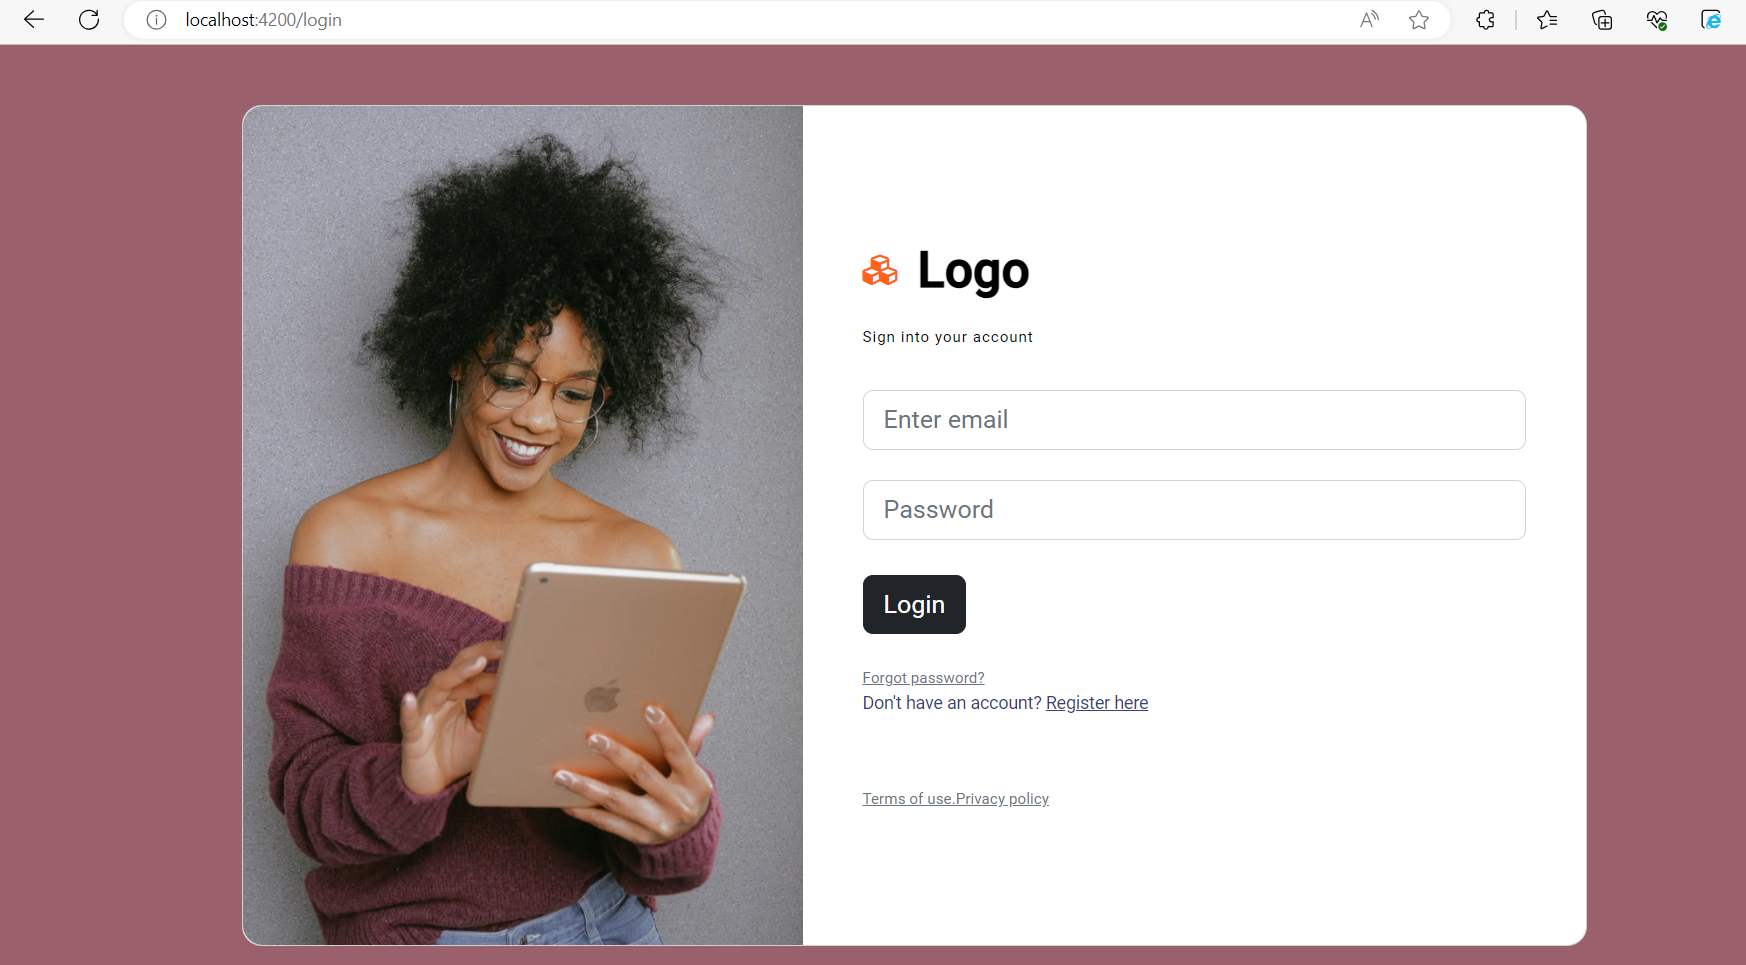 localhost:4200/login
Logo
Sign into your account
Enter email
Password
Login
Forgot password?
Don't have an account? Register here
Terms of use.Privacy policy